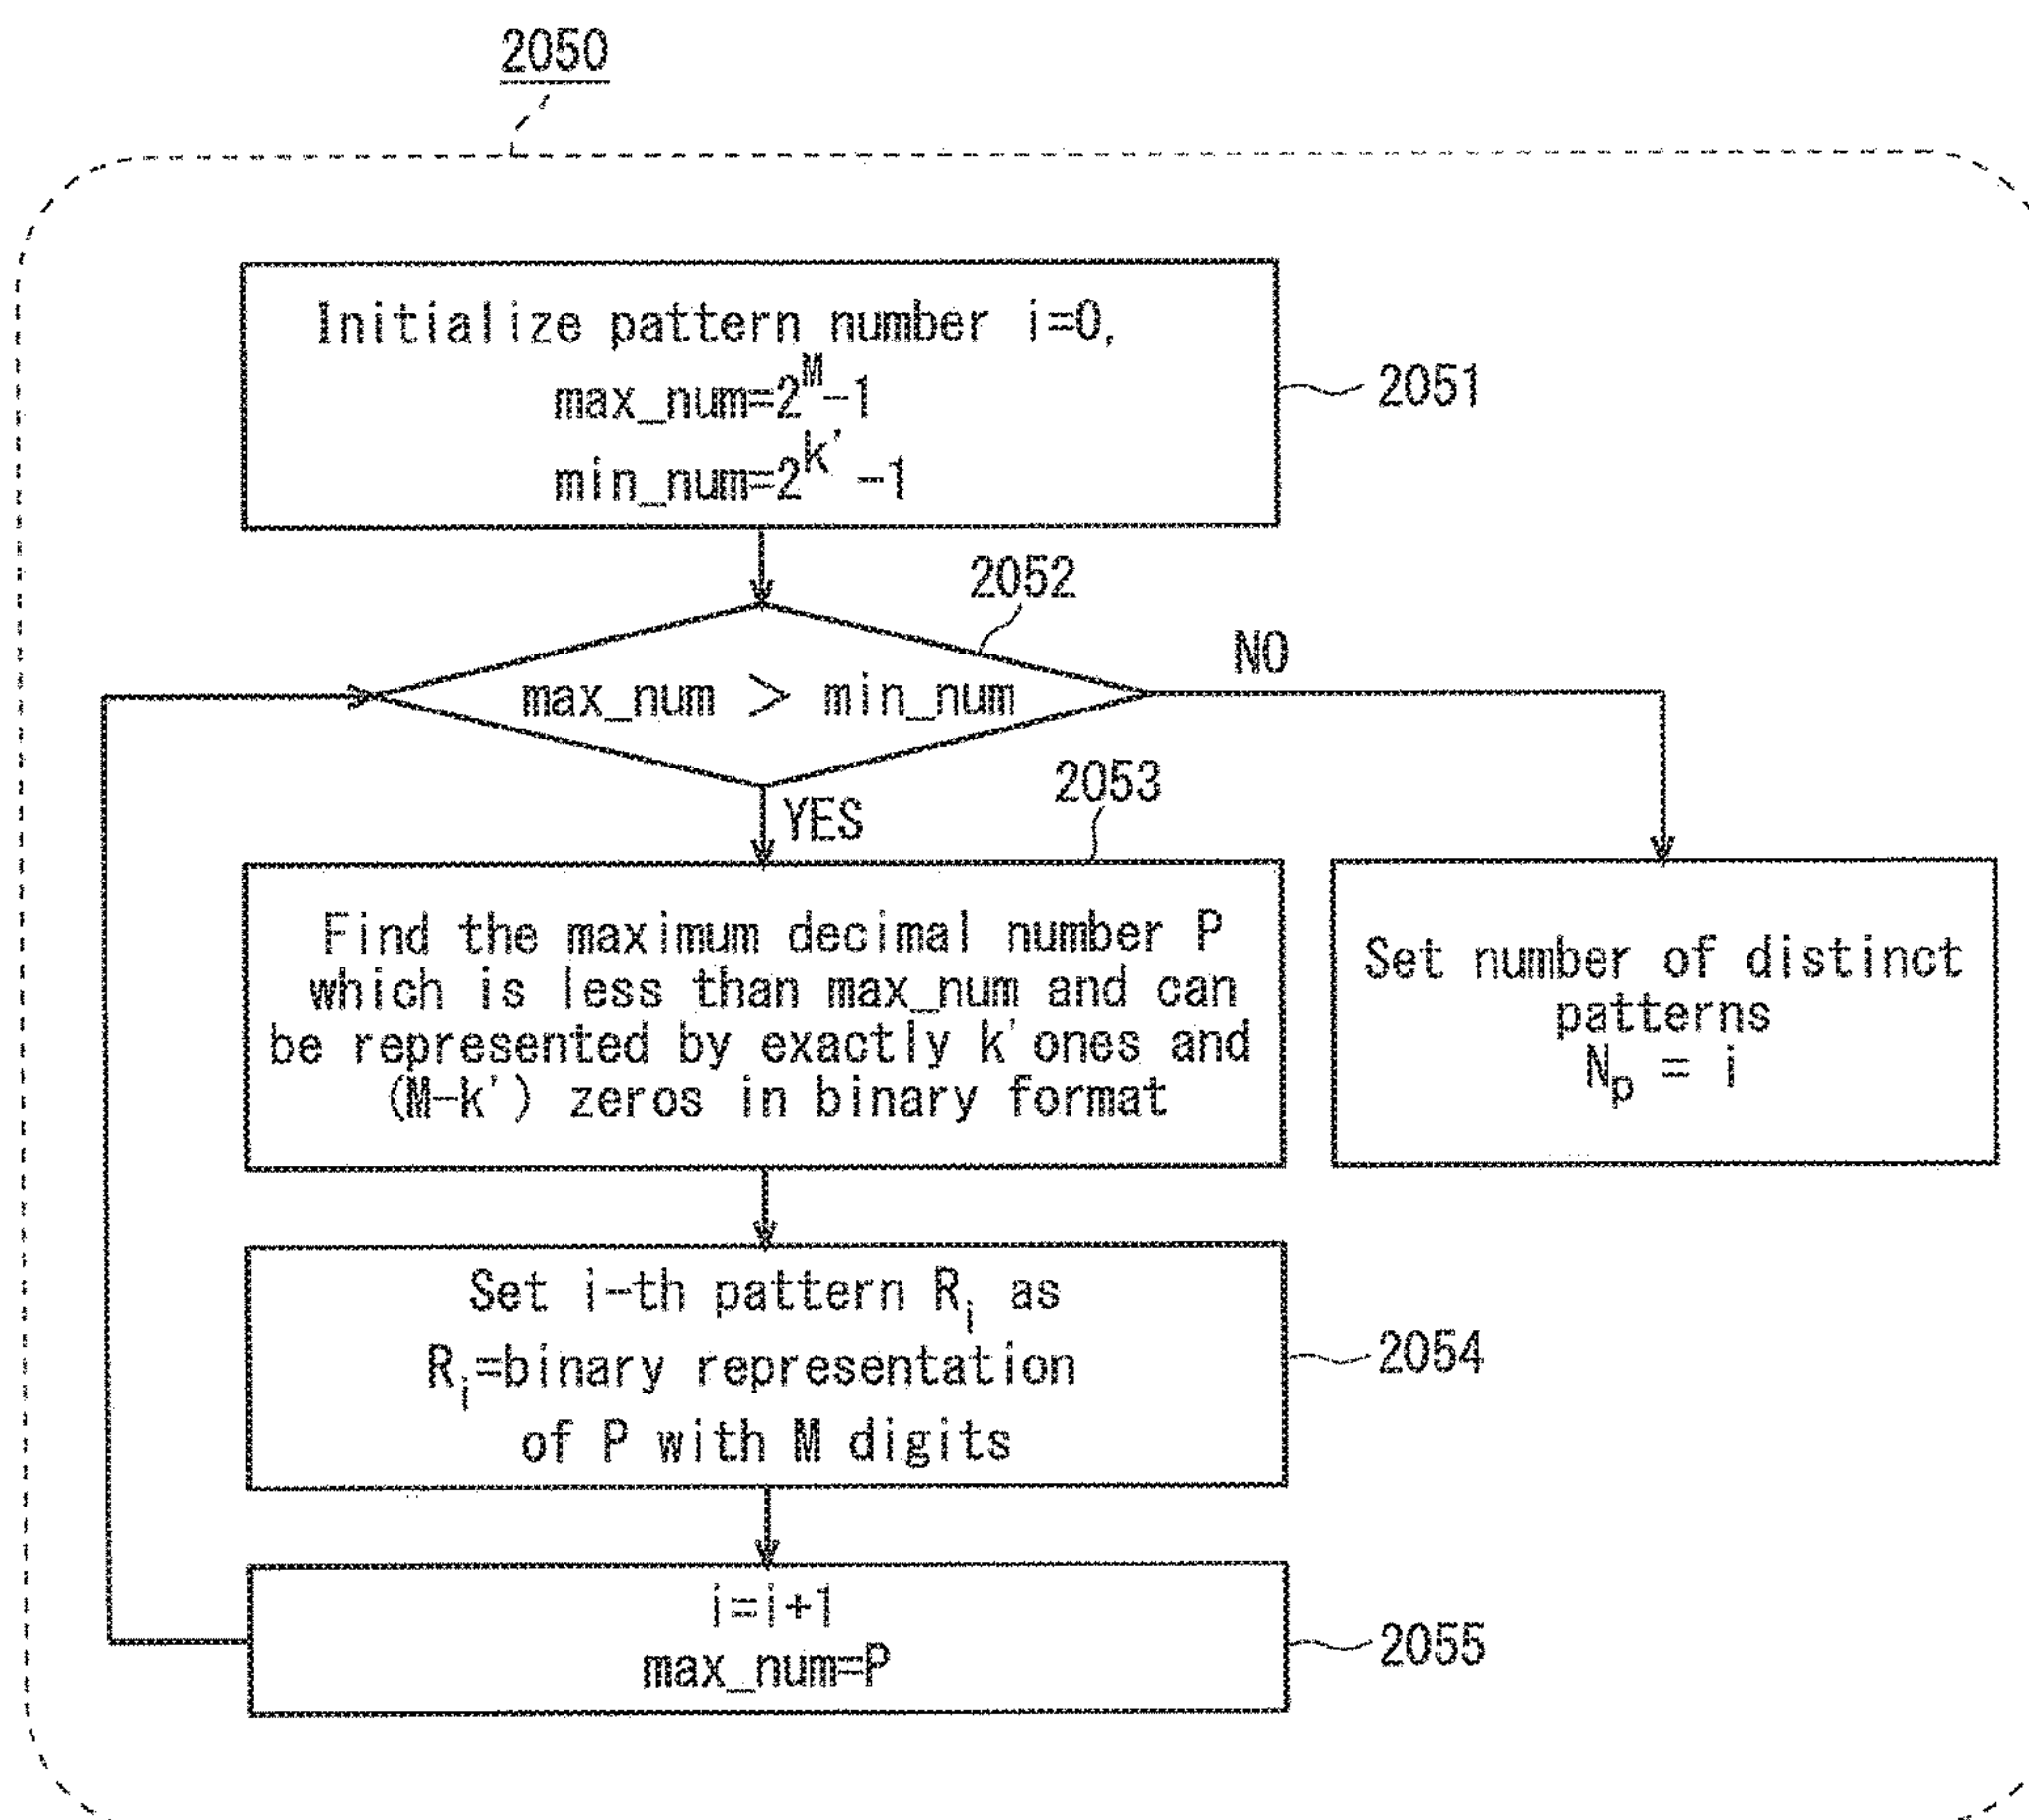 2050
Initialize pattern number i=0,
max_num=2^M-1
min_num=2^k'-1
2051
2052
max_num > min_num
NO
YES
2053
Find the maximum decimal number P
which is less than max_num and can
be represented by exactly k'ones and
(M-k') zeros in binary format
Set number of distinct
patterns
N_p = i
Set i-th pattern R_i as
R_i=binary representation
of P with M digits
2054
i=i+1
max_num=P
2055